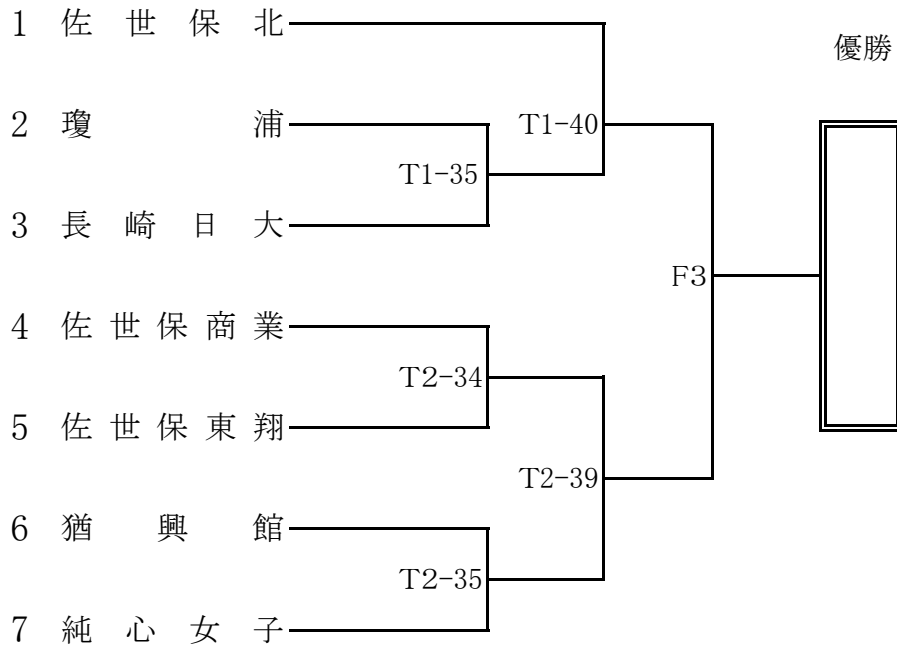 1 佐世保北
優勝
2 瓊浦
T1-40
T1-35
3 長崎日大
F3
4 佐世保商業
T2-34
5 佐世保東翔
T2-39
6 猶興館
T2-35
7 純心女子